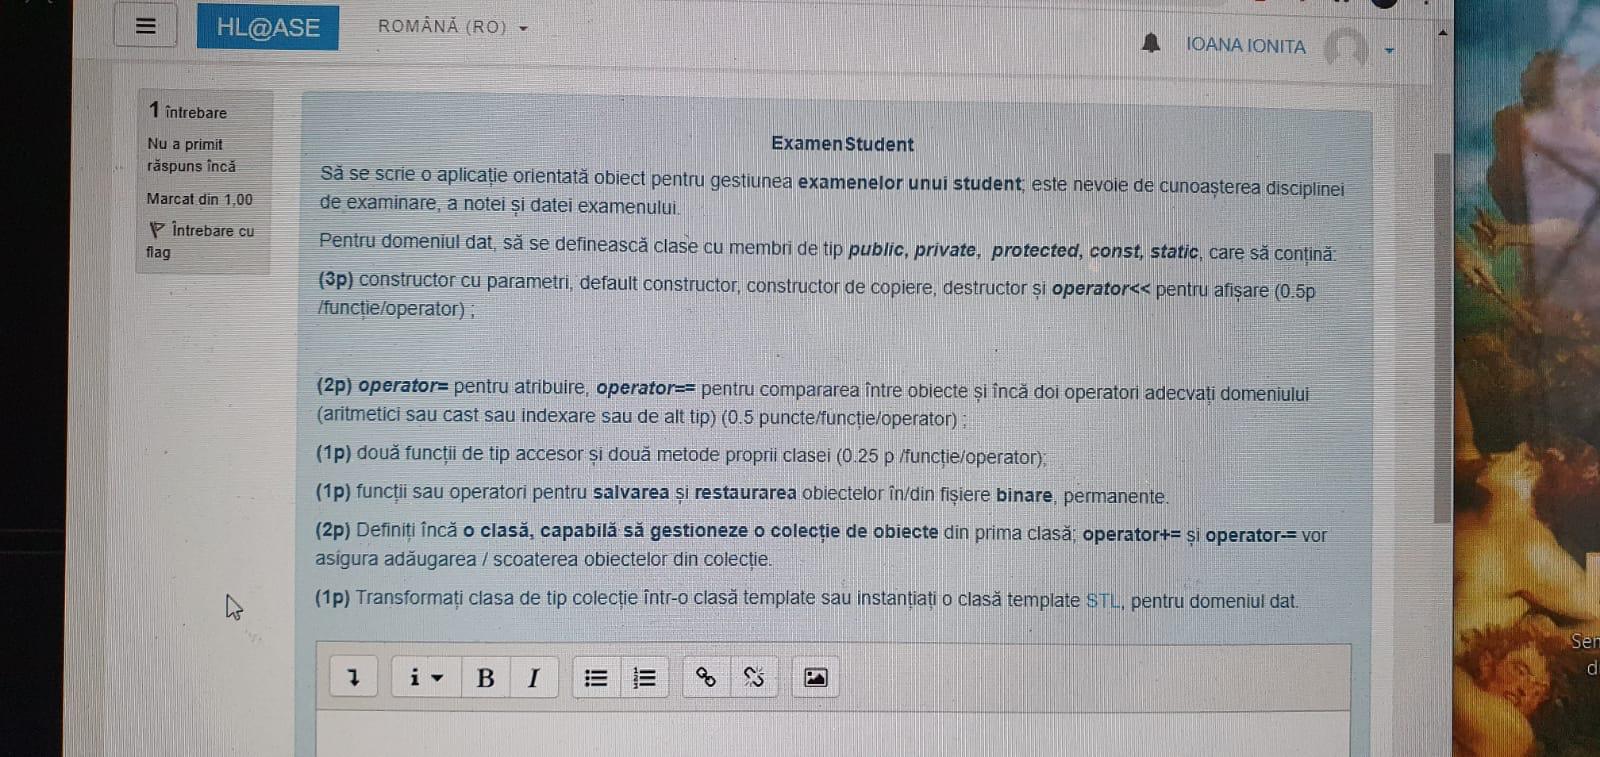 HL@ASE
ROMÂNĂ (RO)
IOANA IONITA
1 întrebare
Nu a primit
răspuns încă
Marcat din 1,00
Întrebare cu
flag
ExamenStudent
Să se scrie o aplicație orientată obiect pentru gestiunea examenelor unui student; este nevoie de cunoașterea disciplinei
de examinare, a notei și datei examenului.
Pentru domeniul dat, să se definească clase cu membri de tip public, private, protected, const, static, care să conțină:
(3p) constructor cu parametri, default constructor, constructor de copiere, destructor și operator<< pentru afișare (0.5p
/funcție/operator) ;
(2p) operator= pentru atribuire, operator== pentru compararea între obiecte și încă doi operatori adecvați domeniului
(aritmetici sau cast sau indexare sau de alt tip) (0.5 puncte/funcție/operator) ;
(1p) două funcții de tip accesor și două metode proprii clasei (0.25 p /funcție/operator);
(1p) funcții sau operatori pentru salvarea și restaurarea obiectelor în/din fișiere binare, permanente.
(2p) Definiți încă o clasă, capabilă să gestioneze o colecție de obiecte din prima clasă; operator+= și operator-= vor
asigura adăugarea / scoaterea obiectelor din colecție.
(1p) Transformați clasa de tip colecție într-o clasă template sau instanțiați o clasă template STL, pentru domeniul dat.
i
B
I